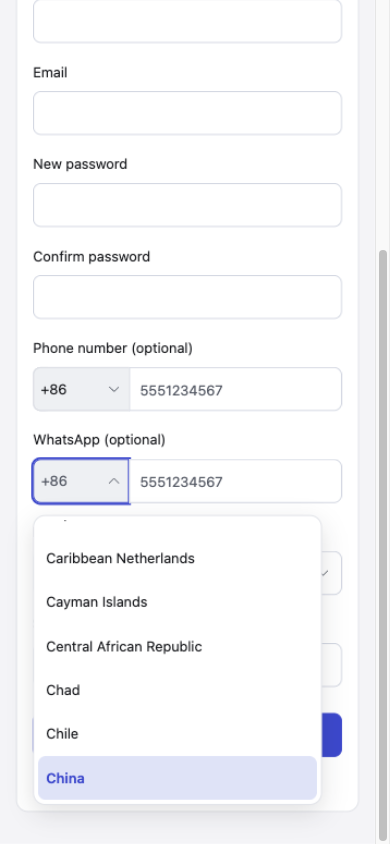 Email
New password
Confirm password
Phone number (optional)
+86 5551234567
WhatsApp (optional)
+86 5551234567
Caribbean Netherlands
Cayman Islands
Central African Republic
Chad
Chile
China